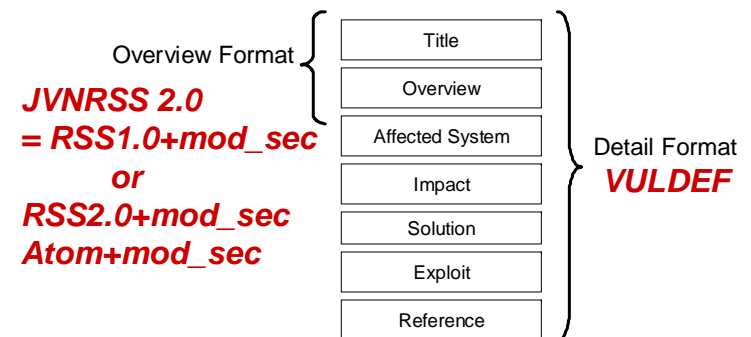 Overview Format
JVNRSS 2.0
= RSS1.0+mod_sec
or
RSS2.0+mod_sec
Atom+mod_sec
Title
Overview
Affected System
Impact
Solution
Exploit
Reference
Detail Format
VULDEF